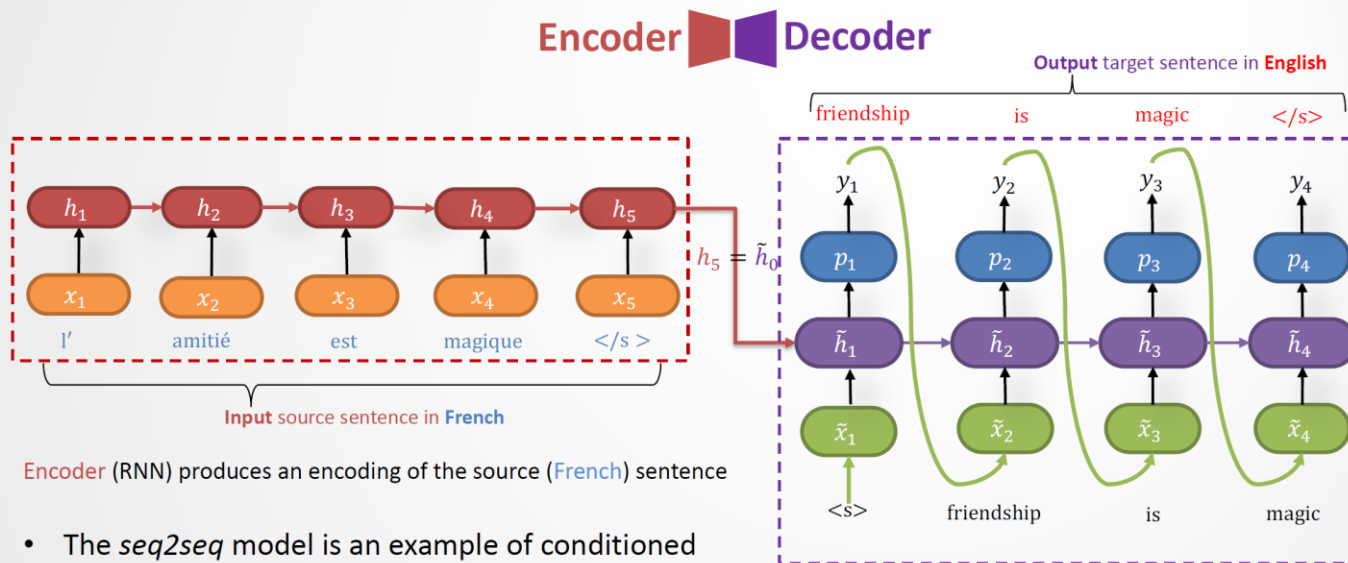 Encoder Decoder
Output target sentence in English
friendship is magic </s>
y₁ y₂ y₃ y₄
h₁ h₂ h₃ h₄ h₅
p₁ p₂ p₃ p₄
h₅ = h̃₀
x₁ x₂ x₃ x₄ x₅
l′ amitié est magique </s >
h̃₁ h̃₂ h̃₃ h̃₄
Input source sentence in French
x̃₁ x̃₂ x̃₃ x̃₄
Encoder (RNN) produces an encoding of the source (French) sentence
<s> friendship is magic
• The seq2seq model is an example of conditioned